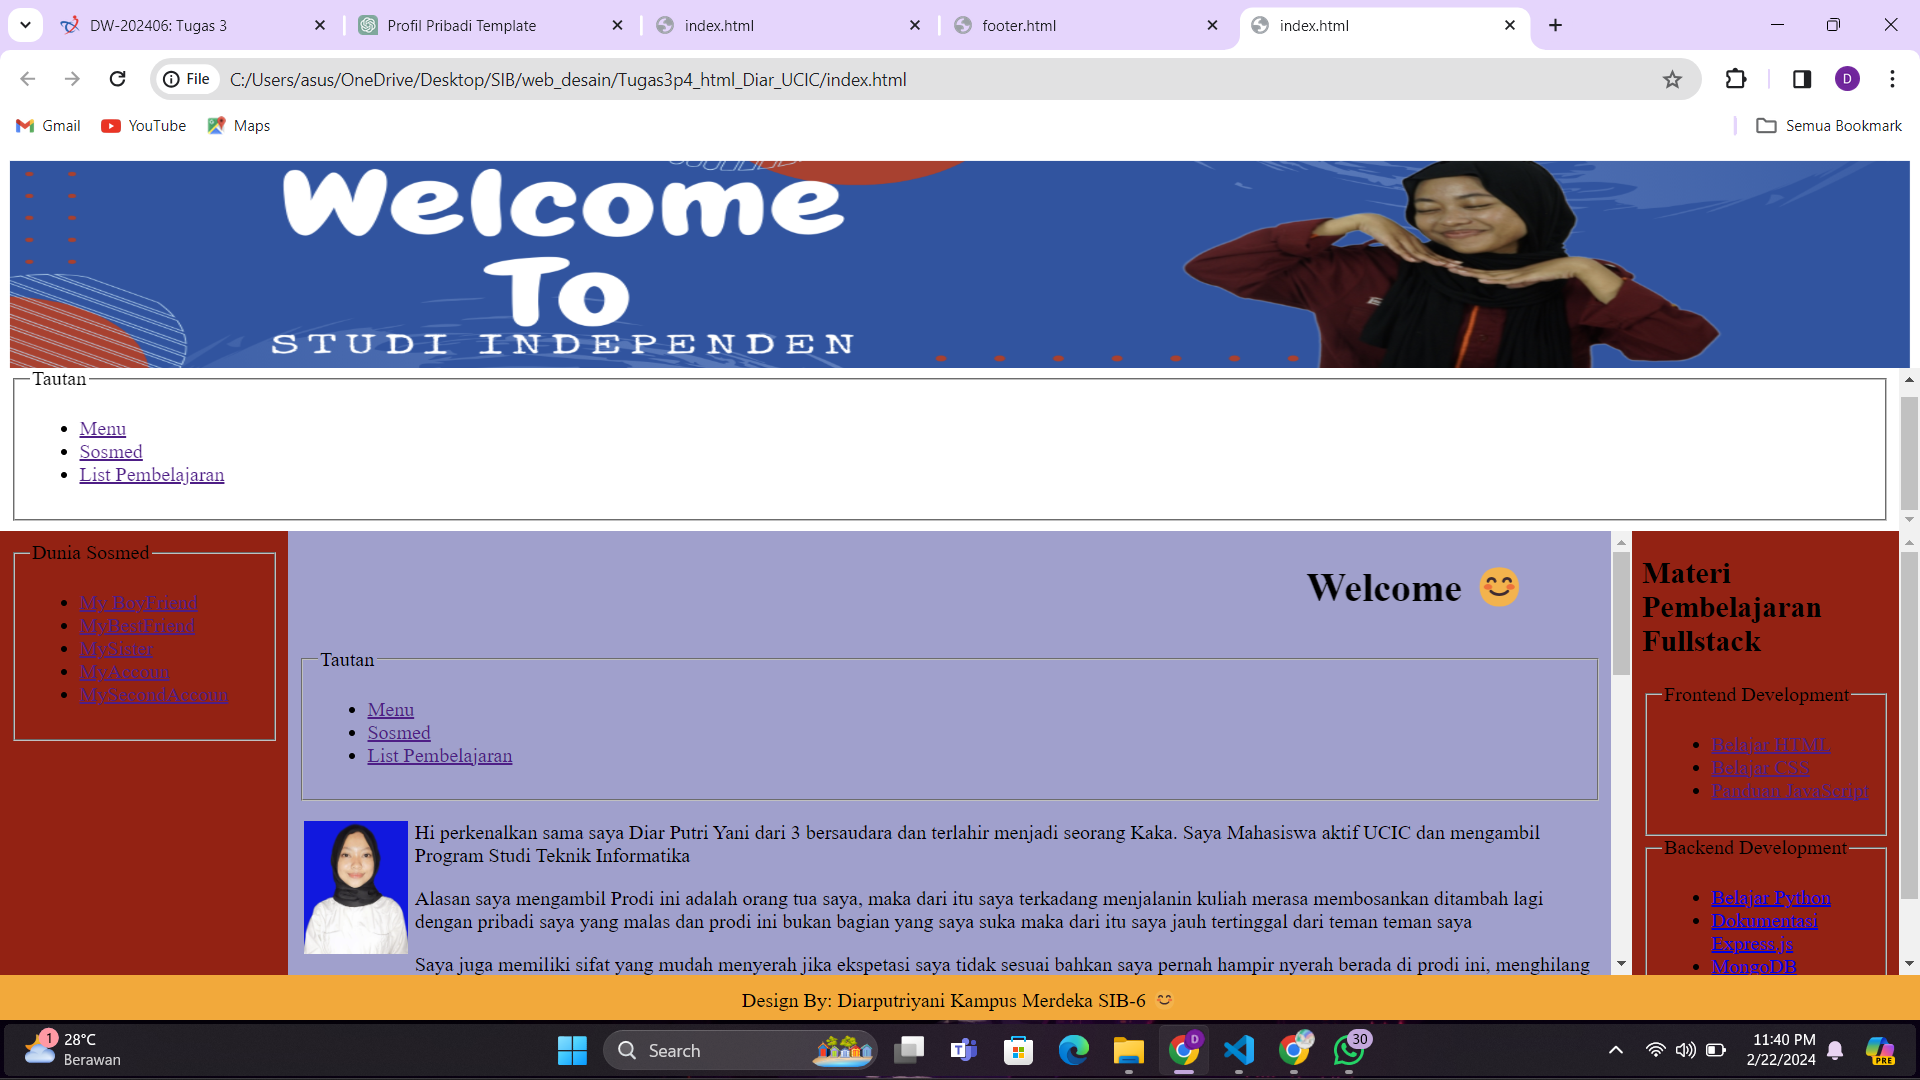 DW-202406: Tugas 3
Profil Pribadi Template
index.html
footer.html
index.html
File
C:/Users/asus/OneDrive/Desktop/SIB/web_desain/Tugas3p4_html_Diar_UCIC/index.html
D
Gmail
YouTube
Maps
Semua Bookmark
Welcome
To
STUDI INDEPENDEN
Tautan
Menu
Sosmed
List Pembelajaran
Dunia Sosmed
My BoyFriend
MyBestFriend
MySister
MyAccoun
MySecondAccoun
Welcome 😊
Tautan
Menu
Sosmed
List Pembelajaran
Hi perkenalkan sama saya Diar Putri Yani dari 3 bersaudara dan terlahir menjadi seorang Kaka. Saya Mahasiswa aktif UCIC dan mengambil
Program Studi Teknik Informatika
Alasan saya mengambil Prodi ini adalah orang tua saya, maka dari itu saya terkadang menjalanin kuliah merasa membosankan ditambah lagi
dengan pribadi saya yang malas dan prodi ini bukan bagian yang saya suka maka dari itu saya jauh tertinggal dari teman teman saya
Saya juga memiliki sifat yang mudah menyerah jika ekspetasi saya tidak sesuai bahkan saya pernah hampir nyerah berada di prodi ini, menghilang
Materi
Pembelajaran
Fullstack
Frontend Development
Belajar HTML
Belajar CSS
Panduan JavaScript
Backend Development
Belajar Python
Dokumentasi
Express.js
MongoDB
Design By: Diarputriyani Kampus Merdeka SIB-6 😊
1
28°C
Berawan
Search
D
30
11:40 PM
2/22/2024
PRE